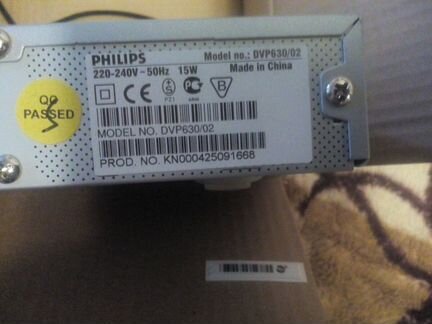 PHILIPS
Model no.: DVP630/02
220-240V ~ 50Hz 15W
Made in China
QC
PASSED
MODEL NO. DVP630/02
PROD. NO. KN000425091668